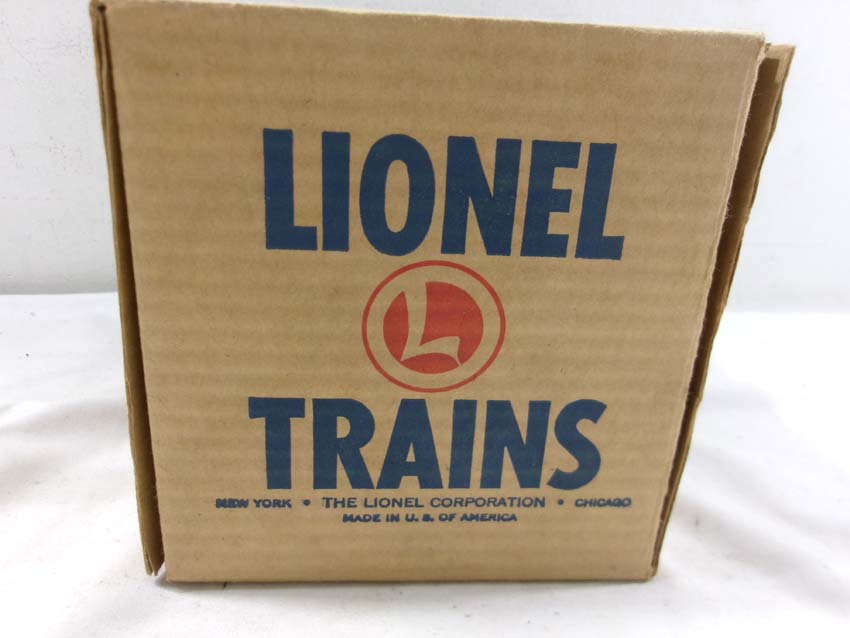 LIONEL
L
TRAINS
NEW YORK • THE LIONEL CORPORATION • CHICAGO
MADE IN U. S. OF AMERICA